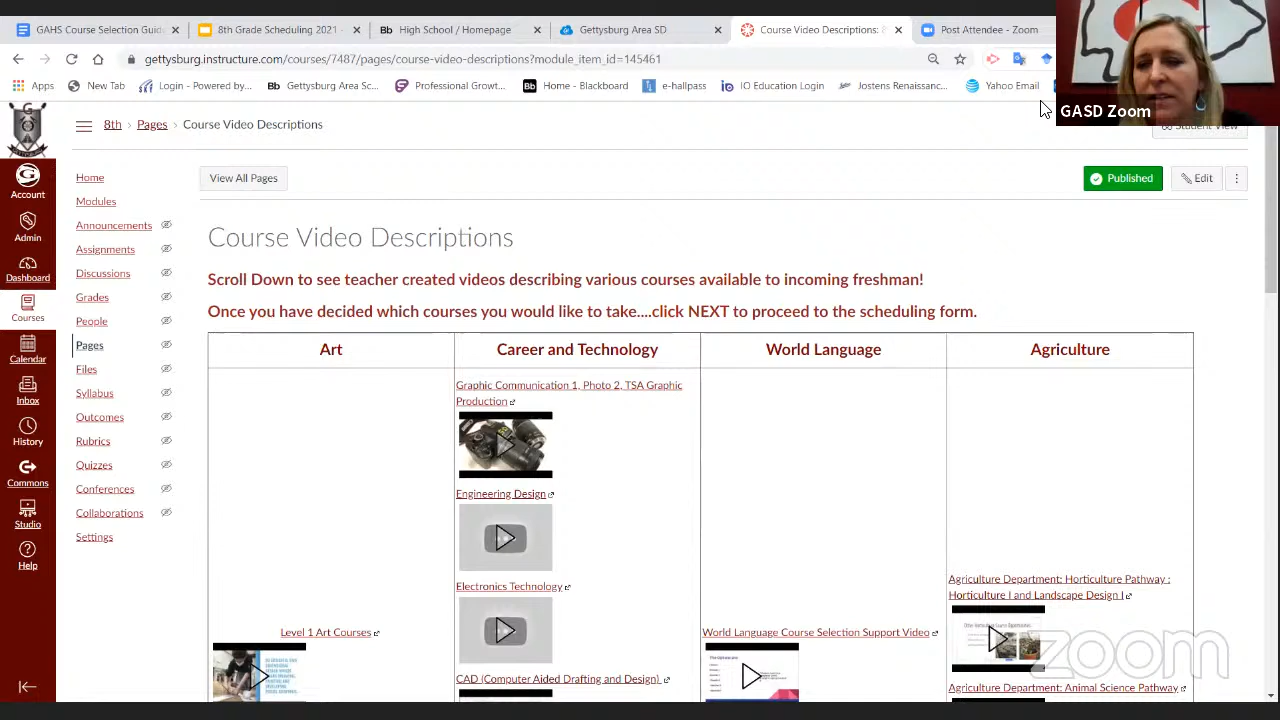 GAHS Course Selection Guid
8th Grade Scheduling 2021 -
High School / Homepage
Gettysburg Area SD
Course Video Descriptions: 8
Post Attendee - Zoom
gettysburg.instructure.com/courses/7420/pages/course-video-descriptions?module_item_id=145461
Apps
New Tab
Login - Powered by...
Gettysburg Area Sc...
Professional Growt...
Home - Blackboard
e-hallpass
IO Education Login
Jostens Renaissanc...
Yahoo Email
GASD Zoom
8th > Pages > Course Video Descriptions
Student View
Account
Admin
Dashboard
Courses
Calendar
Inbox
History
Commons
Studio
Help
Home
Modules
Announcements
Assignments
Discussions
Grades
People
Pages
Files
Syllabus
Outcomes
Rubrics
Quizzes
Conferences
Collaborations
Settings
View All Pages
Published
Edit
Course Video Descriptions
Scroll Down to see teacher created videos describing various courses available to incoming freshman!
Once you have decided which courses you would like to take....click NEXT to proceed to the scheduling form.
Art
Career and Technology
World Language
Agriculture
Graphic Communication 1, Photo 2, TSA Graphic
Production
Engineering Design
Electronics Technology
CAD (Computer Aided Drafting and Design)
Level 1 Art Courses
World Language Course Selection Support Video
Agriculture Department: Horticulture Pathway :
Horticulture I and Landscape Design I
Agriculture Department: Animal Science Pathway
zoom